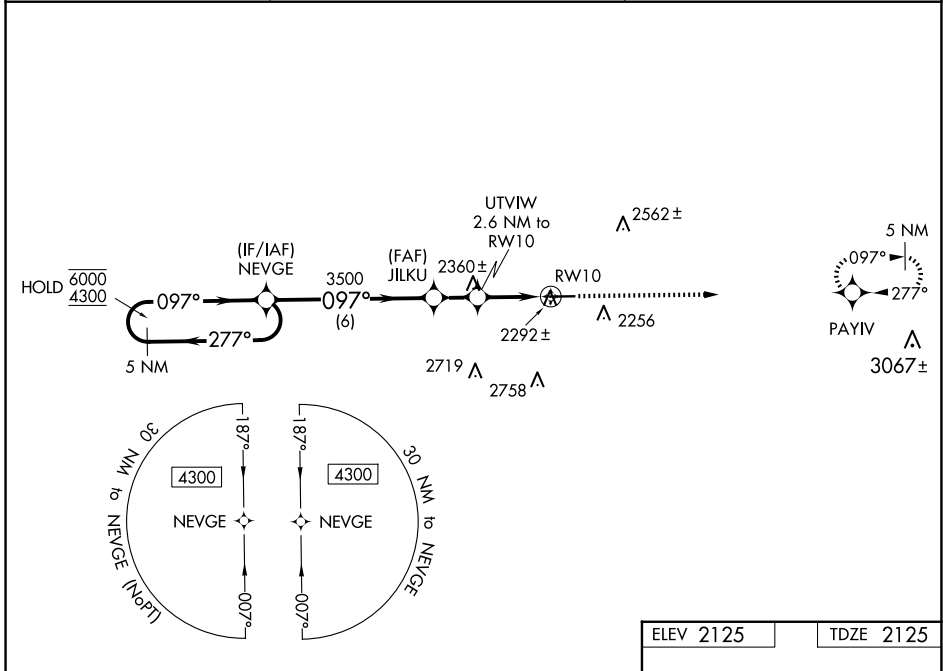 UTVIW
2.6 NM to
RW10
2562 ±
5 NM
(IF/IAF)
NEVGE
(FAF)
JILKU
2360 ±
RW10
097°
HOLD
6000
4300
097°
3500
097°
(6)
277°
277°
2292 ±
2256
PAYIV
5 NM
3067 ±
2719
2758
30 NM to NEVGE (NoPT)
187°
4300
NEVGE
007°
187°
4300
NEVGE
007°
30 NM to NEVGE
ELEV 2125
TDZE 2125